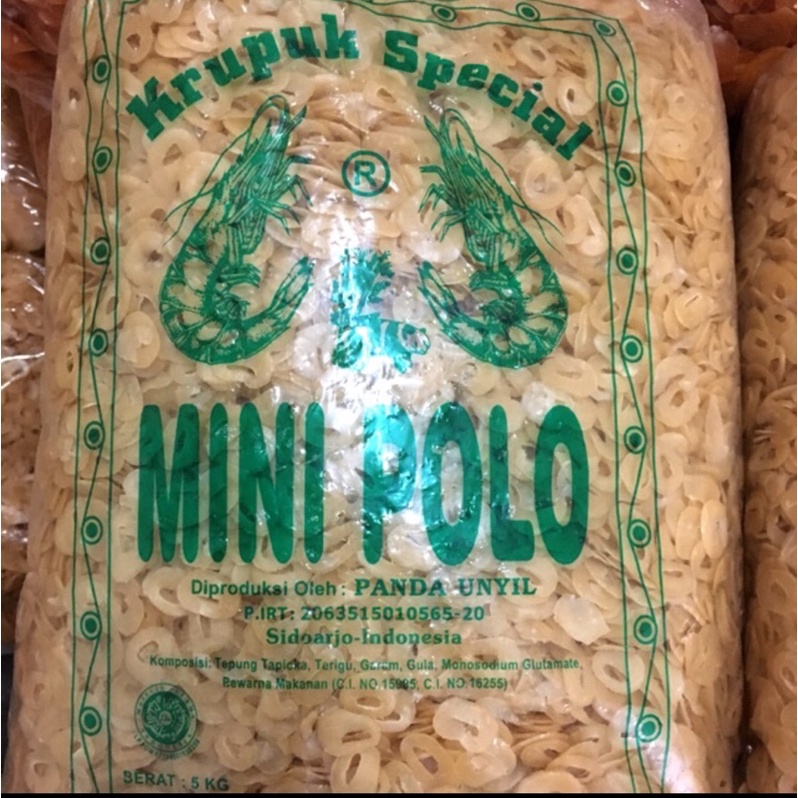 Krupuk Special
®
MINI POLO
Diproduksi Oleh : PANDA UNYIL
P.IRT : 2063515010565-20
Sidoarjo-Indonesia
Komposisi: Tepung Tapioka, Terigu, Garam, Gula, Monosodium Glutamate,
Pewarna Makanan (C.I. NO.15985, C.I. NO.16255)
BERAT : 5 KG